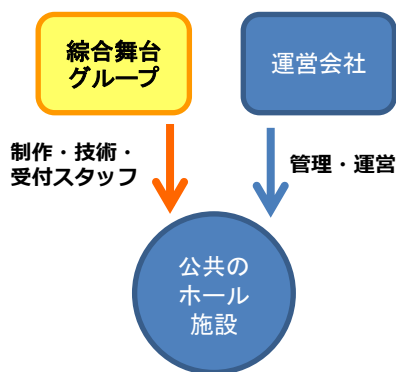 綜合舞台
グループ
運営会社
制作・技術・
受付スタッフ
管理・運営
公共の
ホール
施設